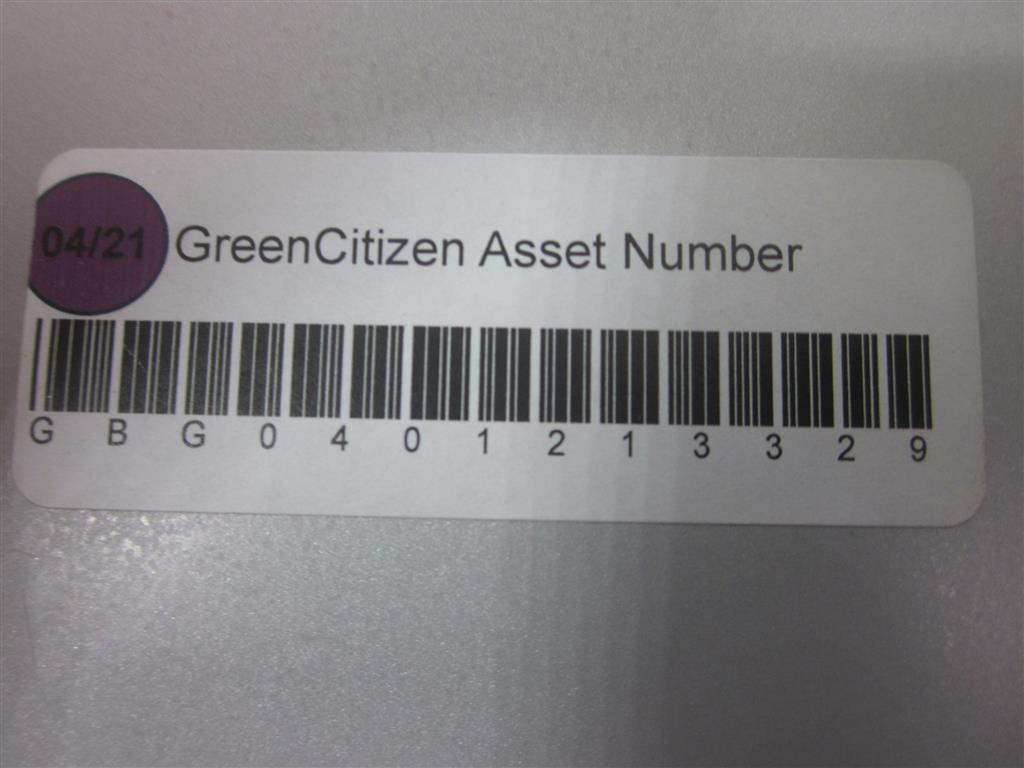 04/21 GreenCitizen Asset Number
G B G 0 4 0 1 2 1 3 3 2 9